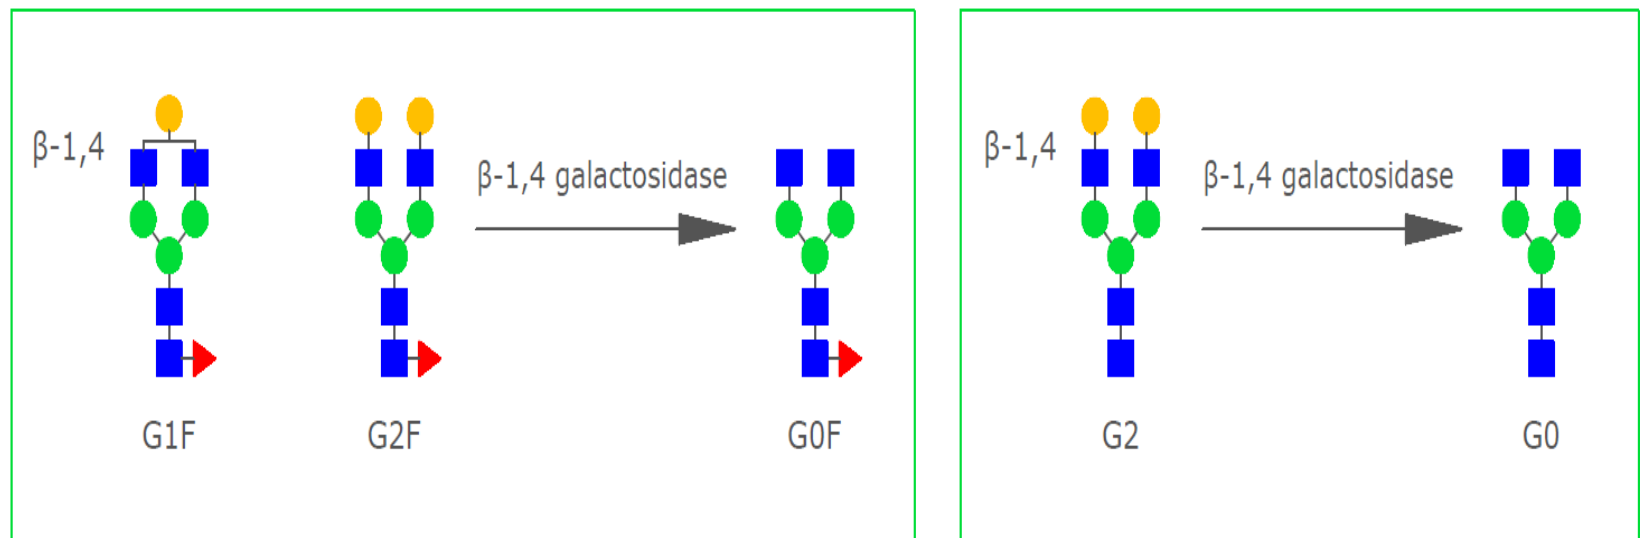 β-1,4
β-1,4 galactosidase
G1F
G2F
G0F
β-1,4
β-1,4 galactosidase
G2
G0